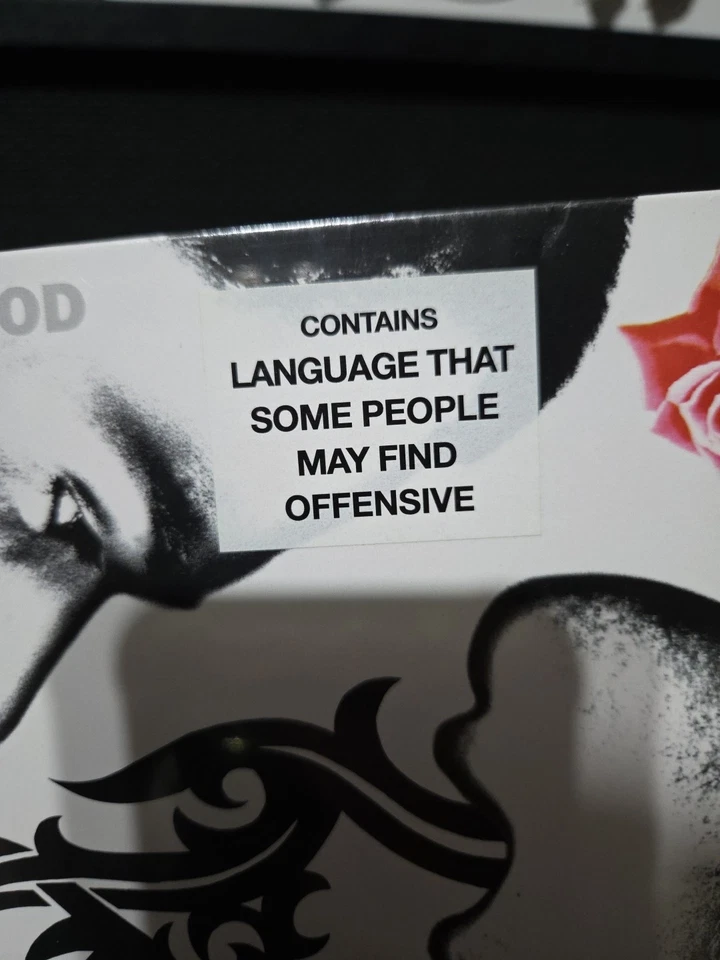 OD
CONTAINS
LANGUAGE THAT
SOME PEOPLE
MAY FIND
OFFENSIVE